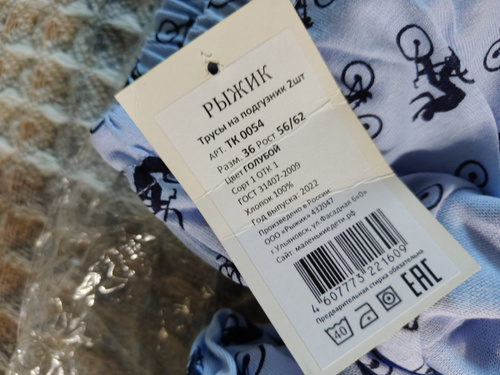 РЫЖИК
Трусы на подгузник 2шт
АРТ. ТК 0054
Разм. 36 Рост 56/62
Цвет ГОЛУБОЙ
Сорт 1 ОТК 1
ГОСТ 31407-2009
Хлопок 100%
Год выпуска: 2022
Произведено в России:
ООО «Рыжик» 432047
г.Ульяновск, ул.Фасадная 6«О»
Сайт: маленькиедети.рф
4 607773 221609
Предварительная стирка обязательна
40
EAC